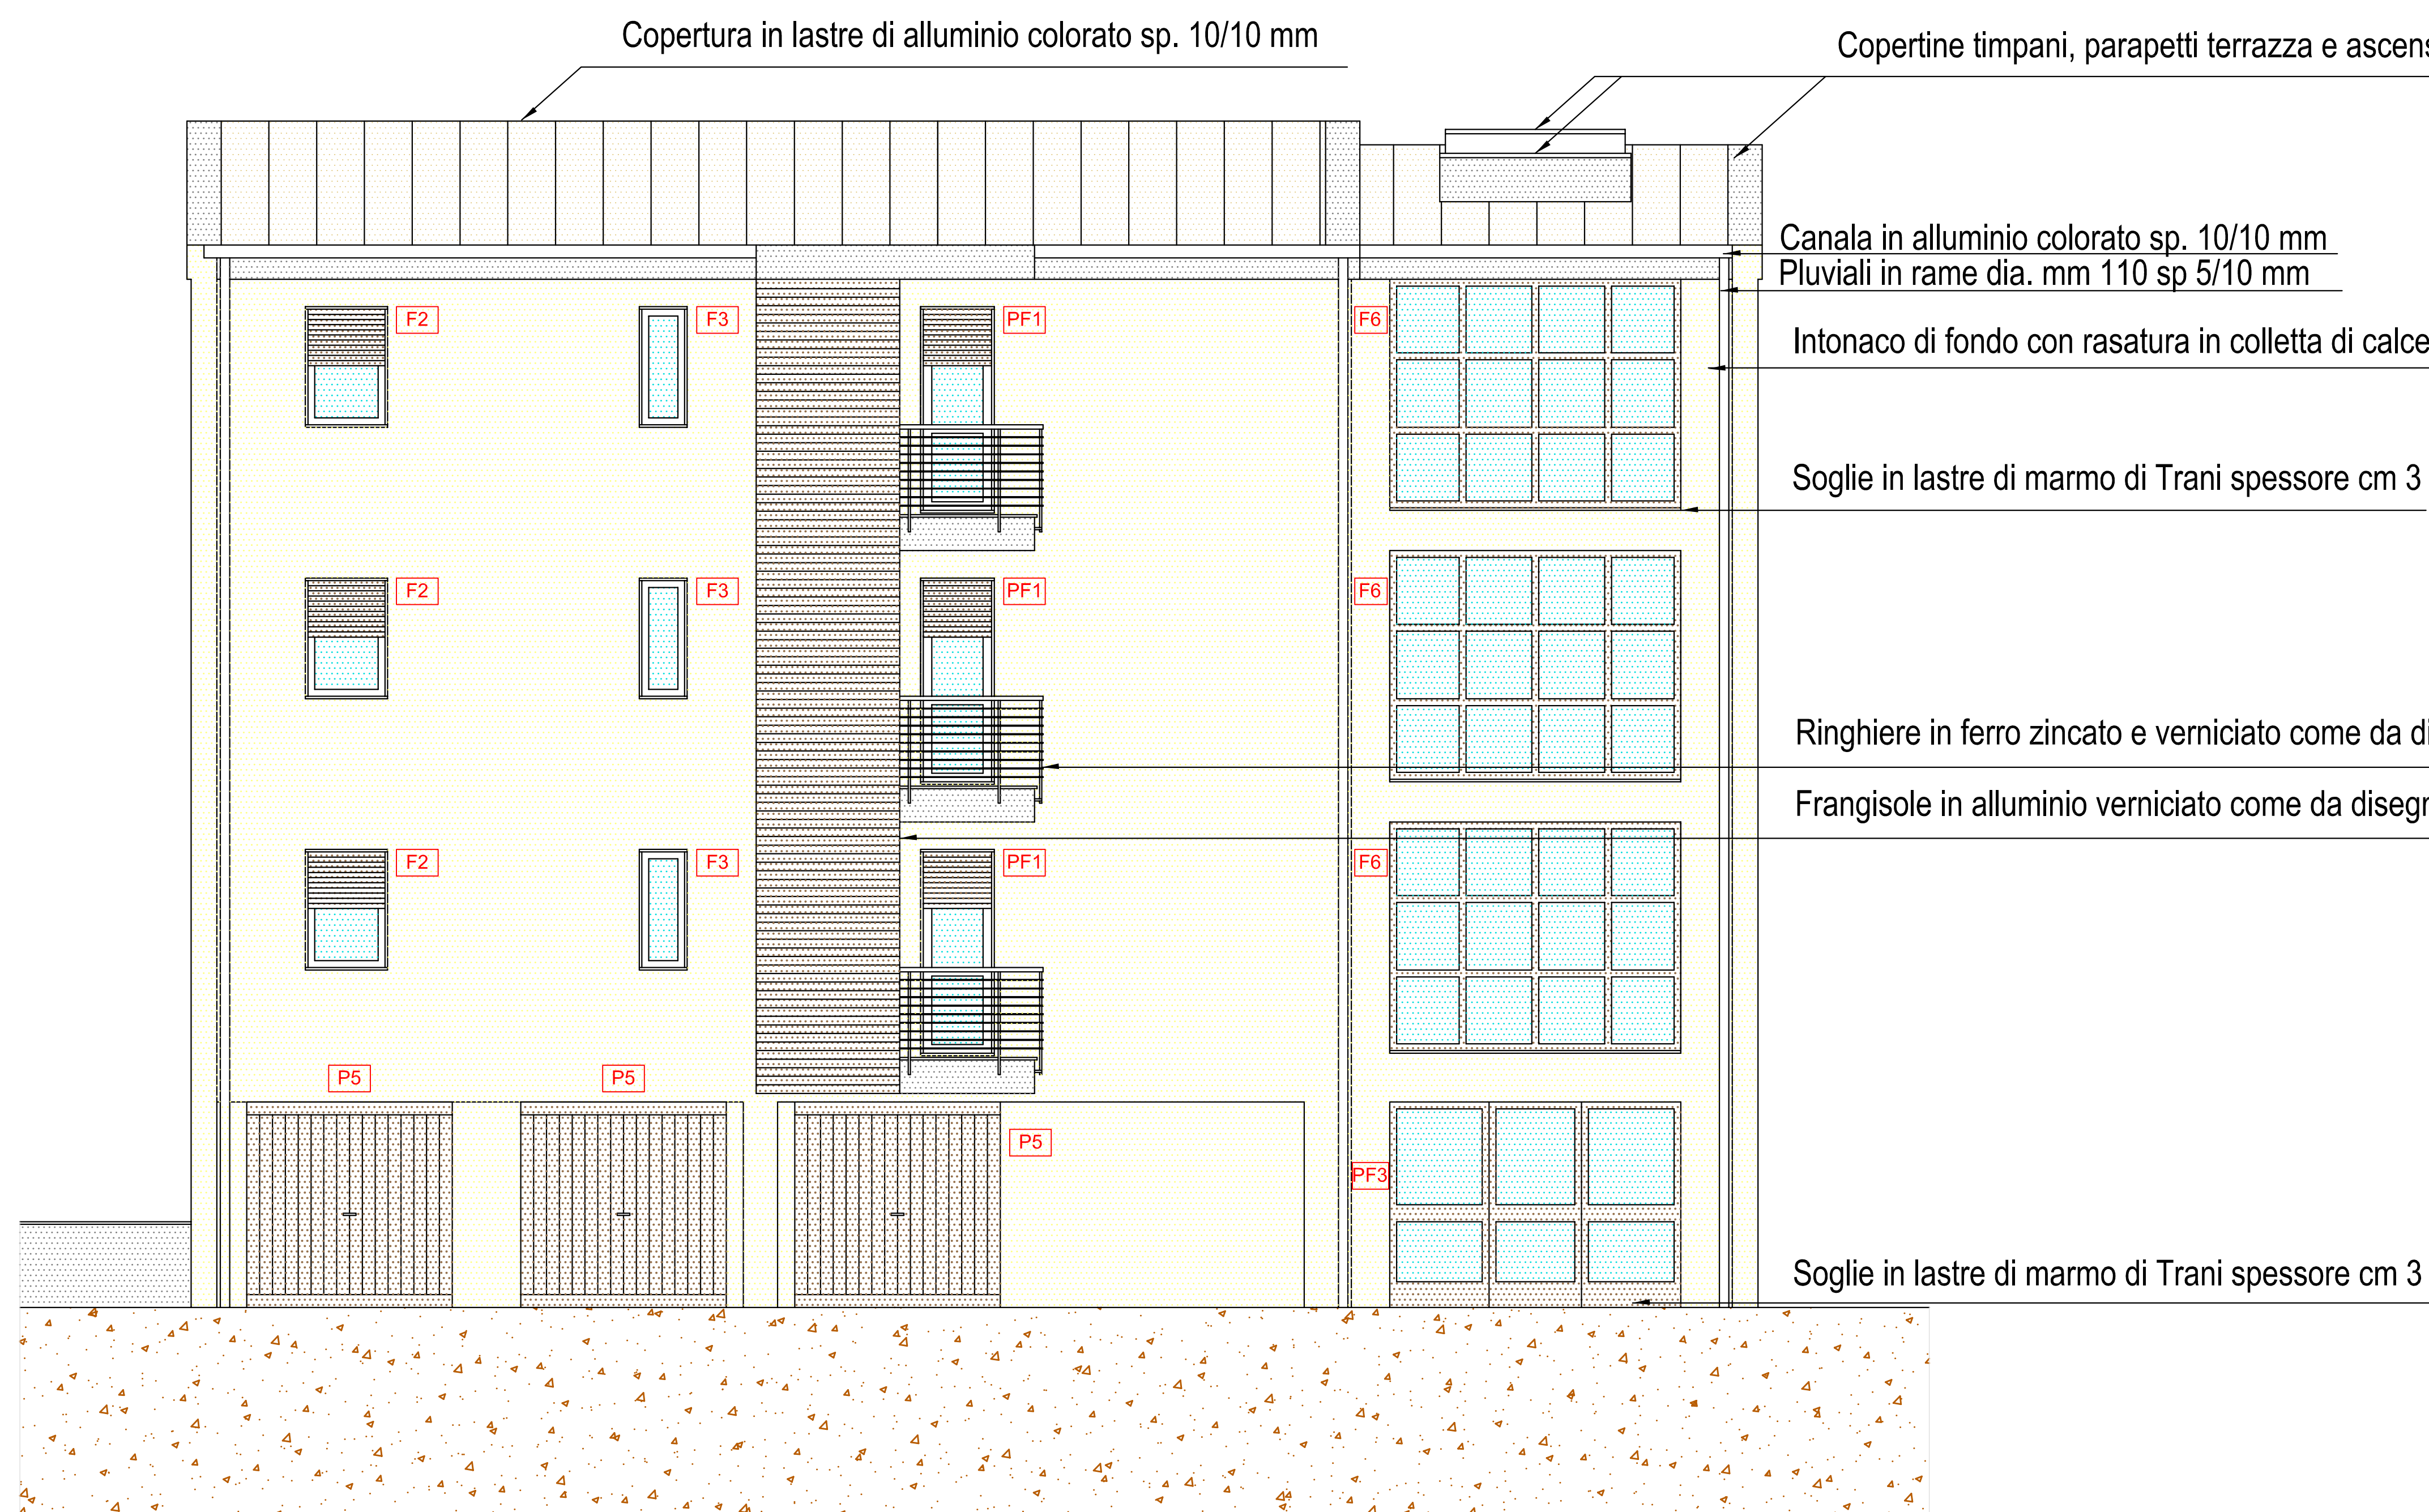 Copertura in lastre di alluminio colorato sp. 10/10 mm
Copertine timpani, parapetti terrazza e ascens
Canala in alluminio colorato sp. 10/10 mm
Pluviali in rame dia. mm 110 sp 5/10 mm
F2
F3
PF1
F6
Intonaco di fondo con rasatura in colletta di calce
Soglie in lastre di marmo di Trani spessore cm 3
F2
F3
PF1
F6
Ringhiere in ferro zincato e verniciato come da di
Frangisole in alluminio verniciato come da disegn
F2
F3
PF1
F6
P5
P5
P5
PF3
Soglie in lastre di marmo di Trani spessore cm 3